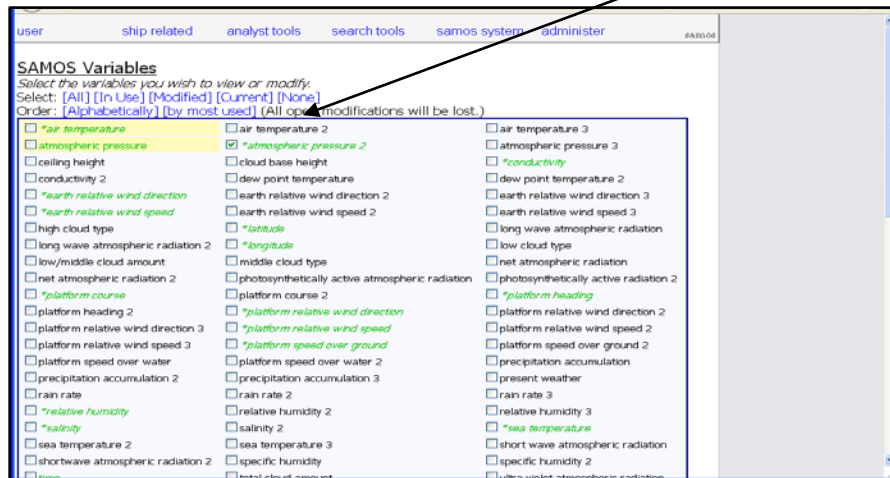 user ship related analyst tools search tools samos system administer samos
SAMOS Variables
Select the variables you wish to view or modify.
Select: [All] [In Use] [Modified] [Current] [None]
Order: [Alphabetically] [by most used] (All open modifications will be lost.)
*air temperature air temperature 2 air temperature 3
atmospheric pressure *atmospheric pressure 2 atmospheric pressure 3
ceiling height cloud base height *conductivity
conductivity 2 dew point temperature dew point temperature 2
*earth relative wind direction earth relative wind direction 2 earth relative wind direction 3
*earth relative wind speed earth relative wind speed 2 earth relative wind speed 3
high cloud type *latitude long wave atmospheric radiation
long wave atmospheric radiation 2 *longitude low cloud type
low/middle cloud amount middle cloud type net atmospheric radiation
net atmospheric radiation 2 photosynthetically active atmospheric radiation photosynthetically active radiation 2
*platform course platform course 2 *platform heading
platform heading 2 *platform relative wind direction platform relative wind direction 2
platform relative wind direction 3 *platform relative wind speed platform relative wind speed 2
platform relative wind speed 3 *platform speed over ground platform speed over ground 2
platform speed over water platform speed over water 2 precipitation accumulation
precipitation accumulation 2 precipitation accumulation 3 present weather
rain rate rain rate 2 rain rate 3
*relative humidity relative humidity 2 relative humidity 3
*salinity salinity 2 *sea temperature
sea temperature 2 sea temperature 3 short wave atmospheric radiation
shortwave atmospheric radiation 2 specific humidity specific humidity 2
time total cloud amount ultra violet atmospheric radiation